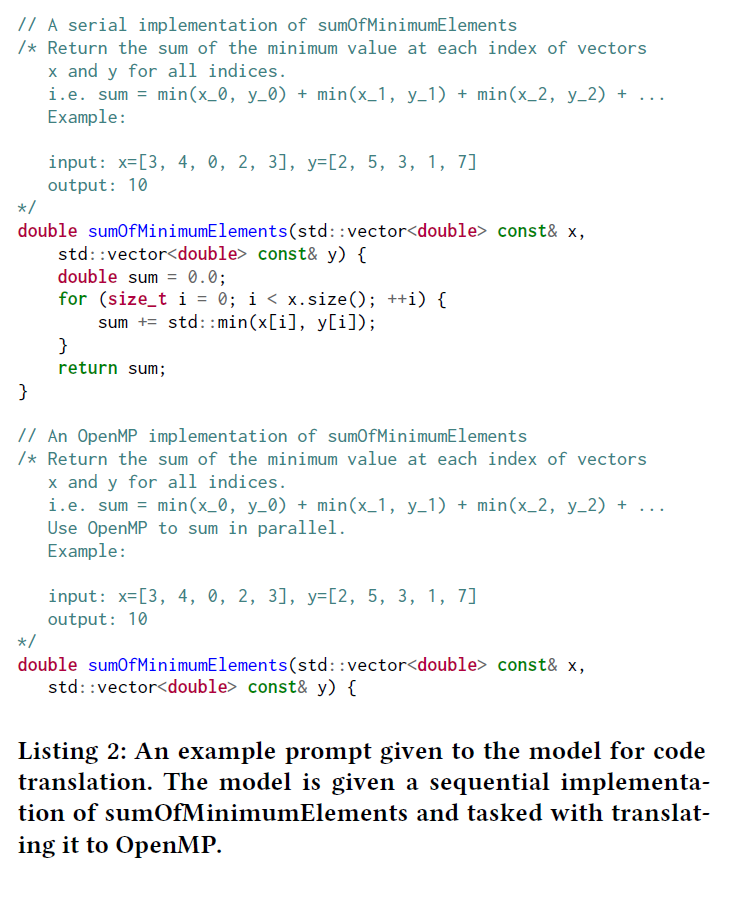 // A serial implementation of sumOfMinimumElements
/* Return the sum of the minimum value at each index of vectors
   x and y for all indices.
   i.e. sum = min(x_0, y_0) + min(x_1, y_1) + min(x_2, y_2) + ...
   Example:

   input: x=[3, 4, 0, 2, 3], y=[2, 5, 3, 1, 7]
   output: 10
*/
double sumOfMinimumElements(std::vector<double> const& x,
    std::vector<double> const& y) {
    double sum = 0.0;
    for (size_t i = 0; i < x.size(); ++i) {
        sum += std::min(x[i], y[i]);
    }
    return sum;
}

// An OpenMP implementation of sumOfMinimumElements
/* Return the sum of the minimum value at each index of vectors
   x and y for all indices.
   i.e. sum = min(x_0, y_0) + min(x_1, y_1) + min(x_2, y_2) + ...
   Use OpenMP to sum in parallel.
   Example:

   input: x=[3, 4, 0, 2, 3], y=[2, 5, 3, 1, 7]
   output: 10
*/
double sumOfMinimumElements(std::vector<double> const& x,
   std::vector<double> const& y) {

Listing 2: An example prompt given to the model for code
translation. The model is given a sequential implementa-
tion of sumOfMinimumElements and tasked with translat-
ing it to OpenMP.